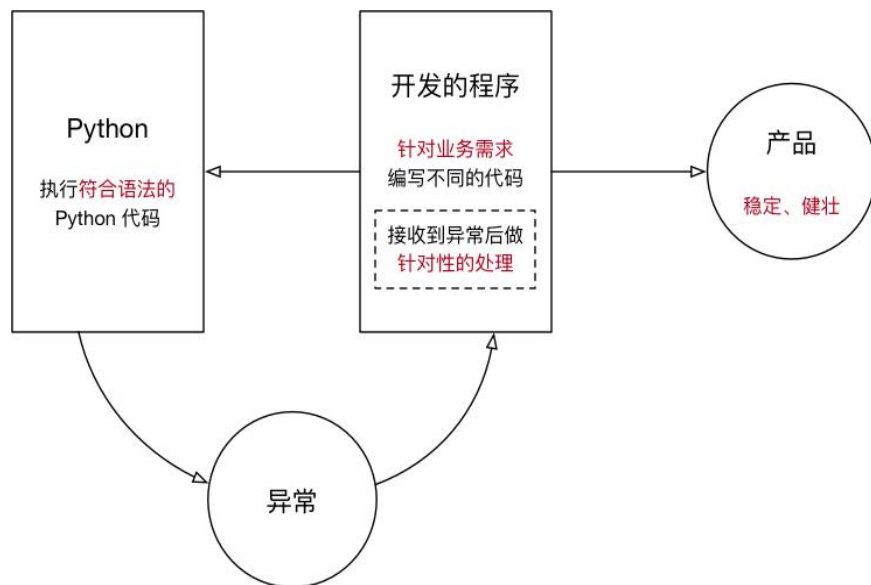 Python
执行符合语法的
Python 代码
开发的程序
针对业务需求
编写不同的代码
接收到异常后做
针对性的处理
产品
稳定、健壮
异常